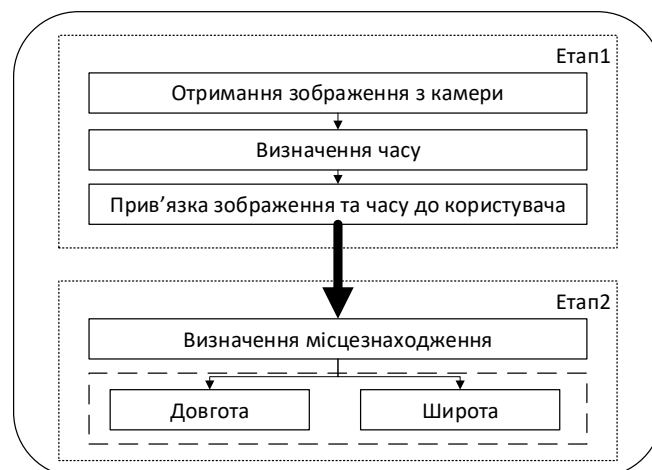 Етап1
Отримання зображення з камери
Визначення часу
Прив’язка зображення та часу до користувача
Етап2
Визначення місцезнаходження
Довгота
Широта